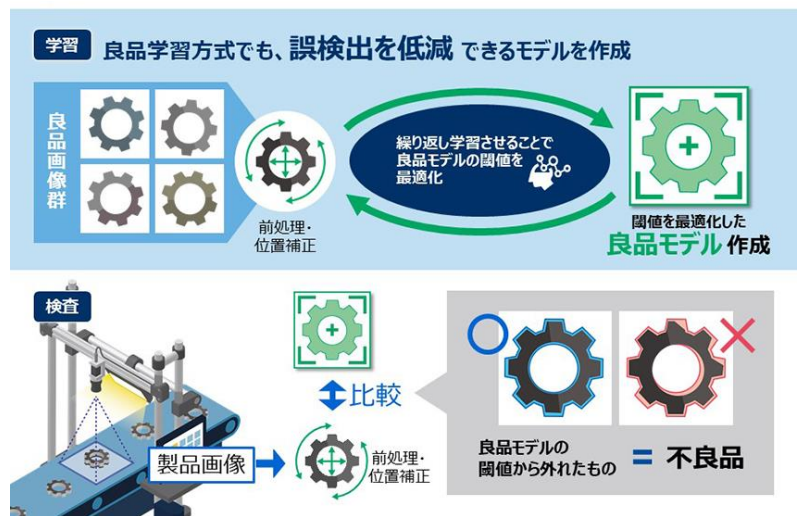 学習
良品学習方式でも、誤検出を低減できるモデルを作成
良品画像群
前処理・
位置補正
繰り返し学習させることで
良品モデルの閾値を
最適化
閾値を最適化した
良品モデル 作成
検査
比較
製品画像
前処理・
位置補正
良品モデルの
閾値から外れたもの
= 不良品